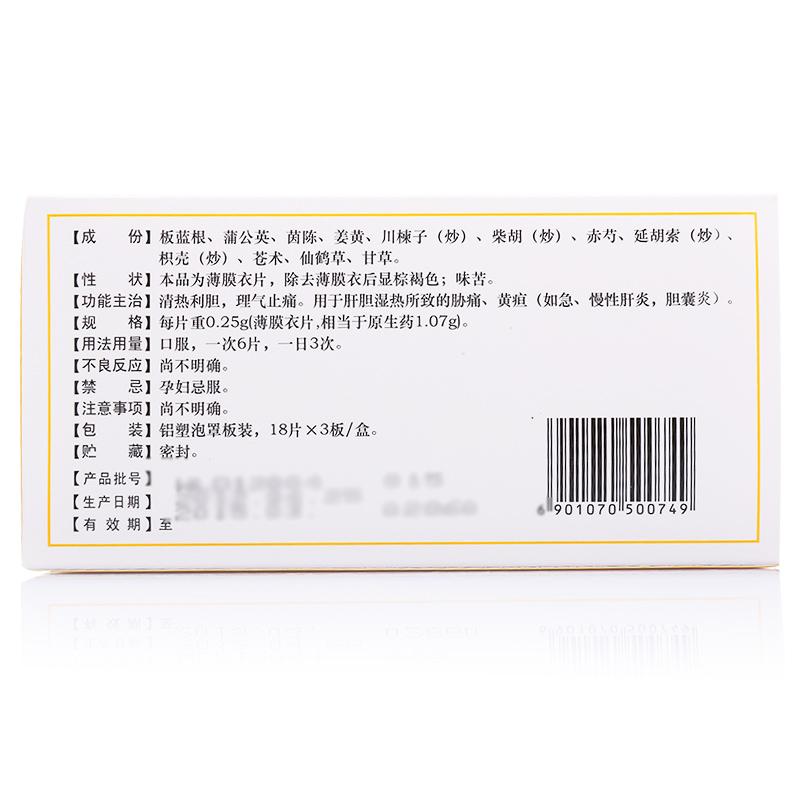 【成　份】板蓝根、蒲公英、茵陈、姜黄、川楝子（炒）、柴胡（炒）、赤芍、延胡索（炒）、
枳壳（炒）、苍术、仙鹤草、甘草。
【性　状】本品为薄膜衣片，除去薄膜衣后显棕褐色；味苦。
【功能主治】清热利胆，理气止痛。用于肝胆湿热所致的胁痛、黄疸（如急、慢性肝炎，胆囊炎）。
【规　格】每片重0.25g(薄膜衣片,相当于原生药1.07g)。
【用法用量】口服，一次6片，一日3次。
【不良反应】尚不明确。
【禁　忌】孕妇忌服。
【注意事项】尚不明确。
【包　装】铝塑泡罩板装，18片×3板/盒。
【贮　藏】密封。
【产品批号】
【生产日期】
【有 效 期】至
6 901070 500749